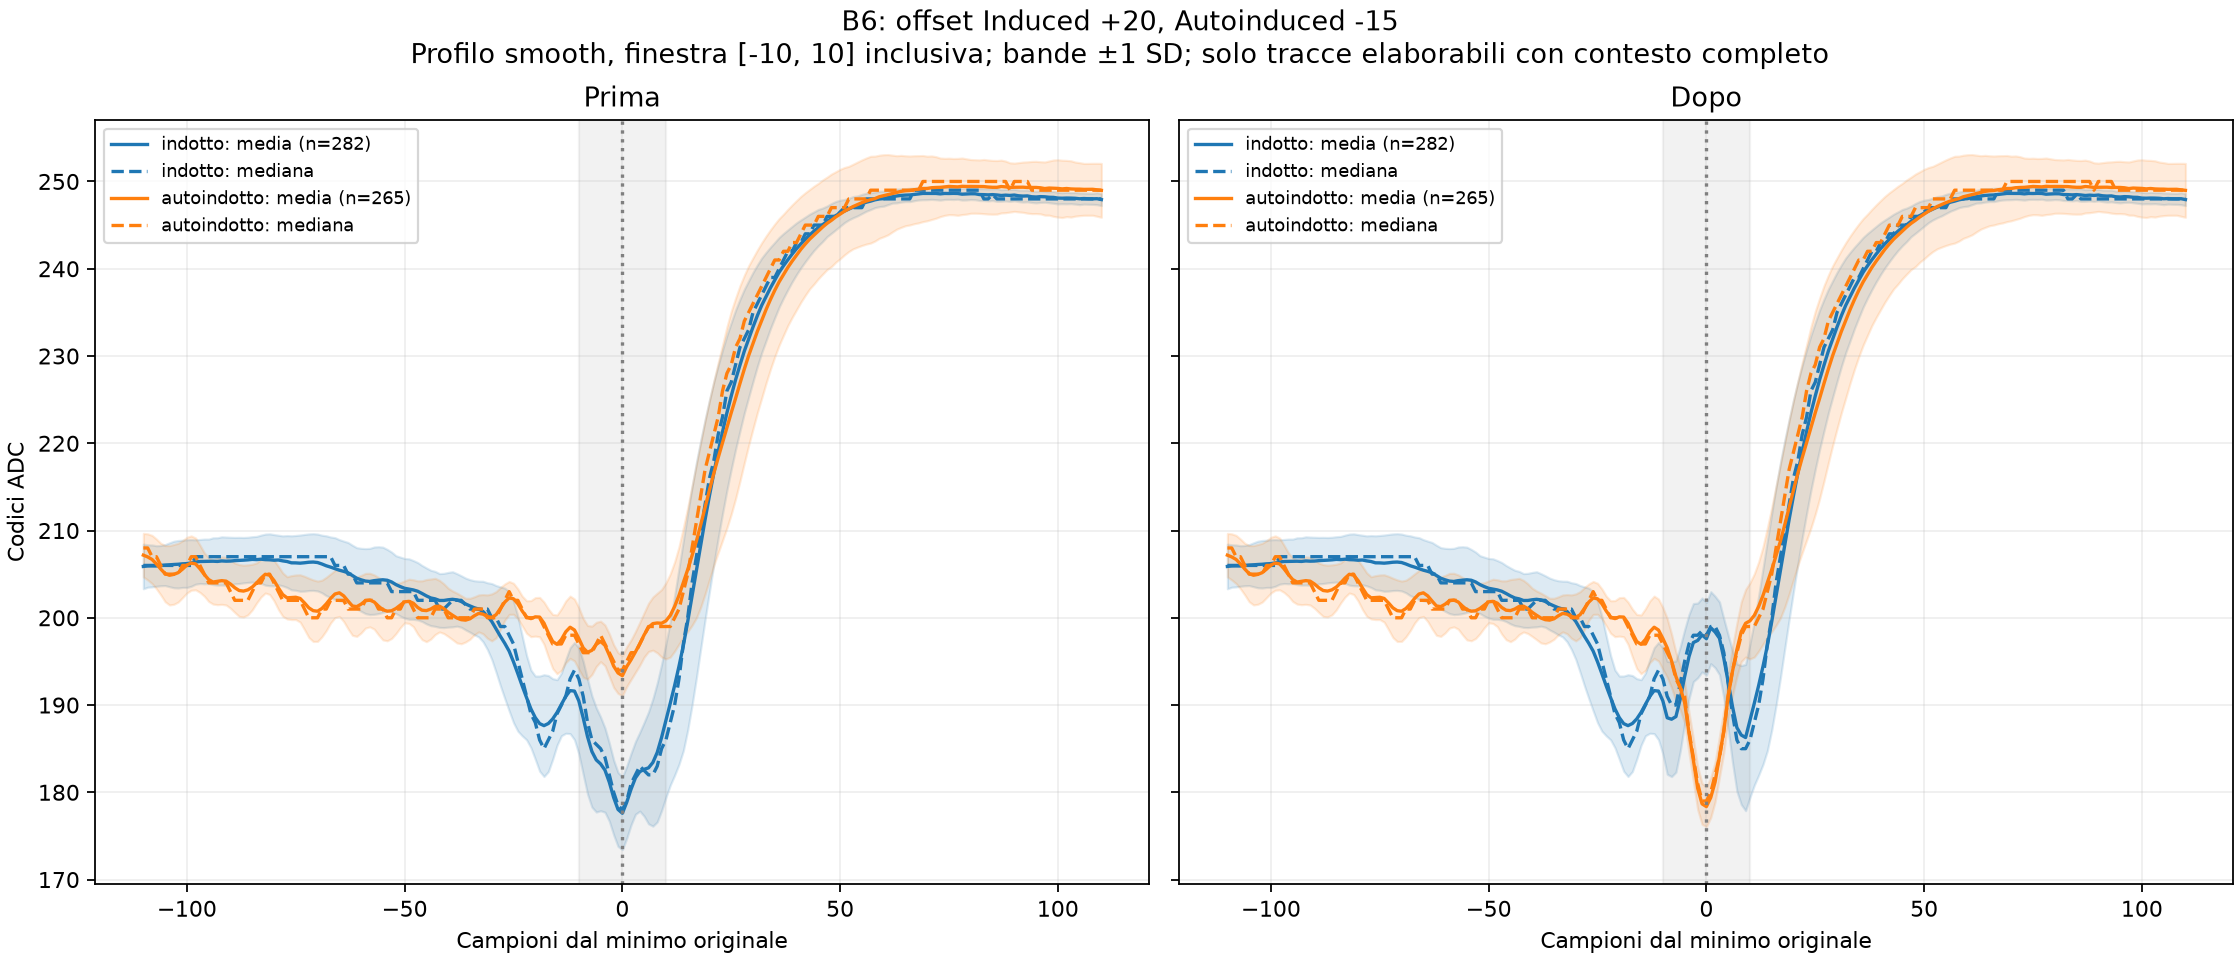 B6: offset Induced +20, Autoinduced -15
Profilo smooth, finestra [-10, 10] inclusiva; bande ±1 SD; solo tracce elaborabili con contesto completo
Prima
indotto: media (n=282)
indotto: mediana
autoindotto: media (n=265)
autoindotto: mediana
Codici ADC
250
240
230
220
210
200
190
180
170
−100
−50
0
50
100
Campioni dal minimo originale
Dopo
indotto: media (n=282)
indotto: mediana
autoindotto: media (n=265)
autoindotto: mediana
−100
−50
0
50
100
Campioni dal minimo originale